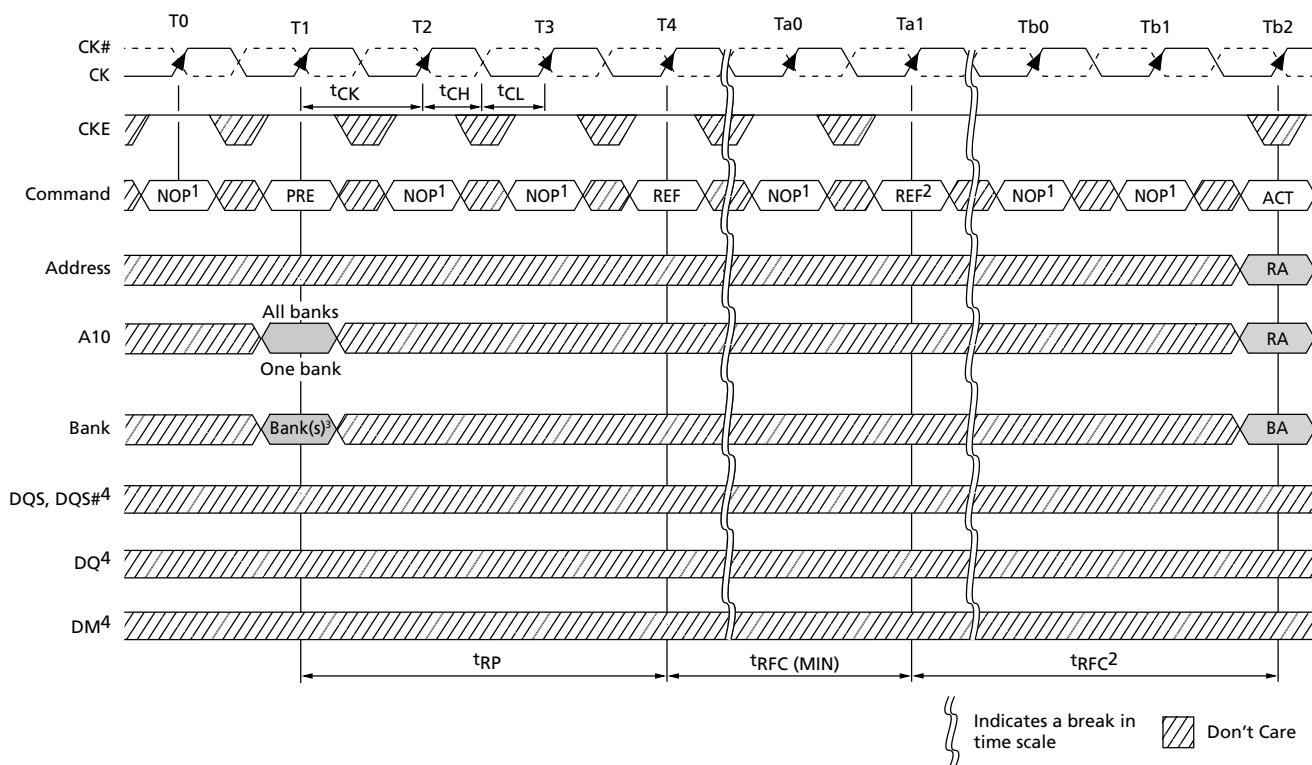 T0 T1 T2 T3 T4 Ta0 Ta1 Tb0 Tb1 Tb2
CK#
CK
tCK tCH tCL
CKE
Command NOP1 PRE NOP1 NOP1 REF NOP1 REF2 NOP1 NOP1 ACT
Address RA
All banks
A10 RA
One bank
Bank Bank(s)3 BA
DQS, DQS#4
DQ4
DM4
tRP tRFC (MIN) tRFC2
Indicates a break in
time scale
Don't Care